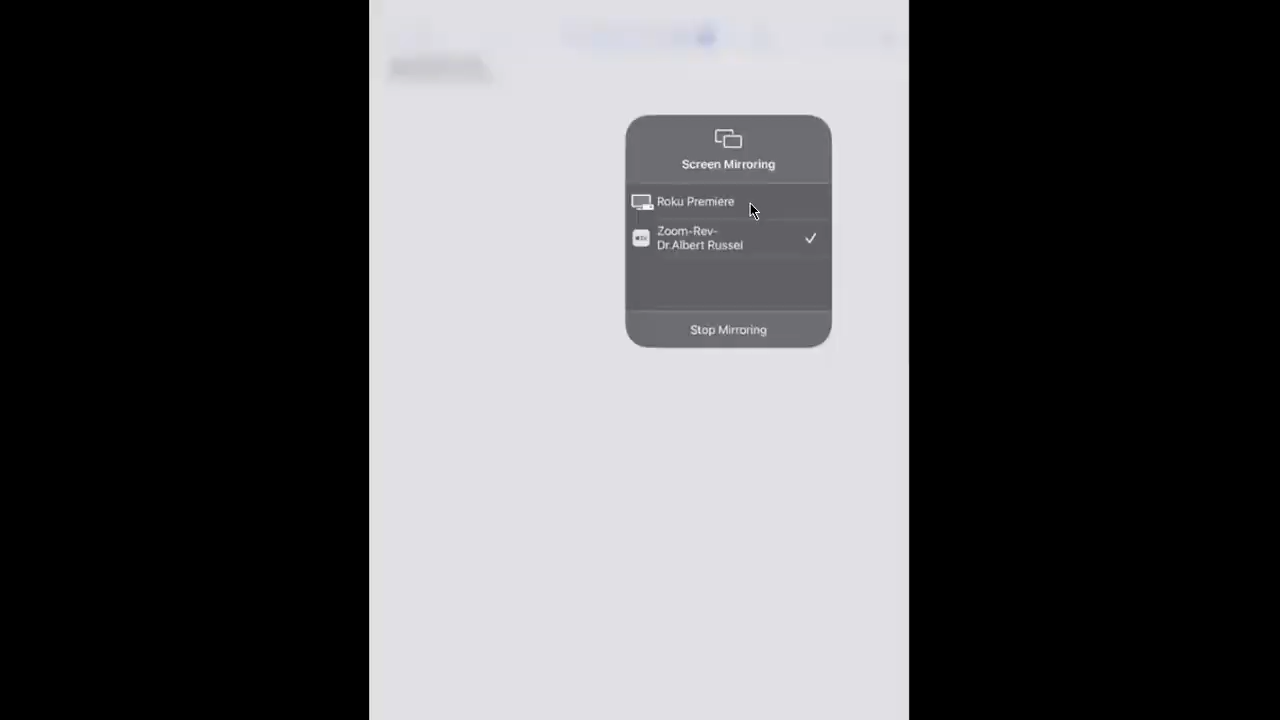 Screen Mirroring
Roku Premiere
Zoom-Rev-
Dr.Albert Russel
Stop Mirroring